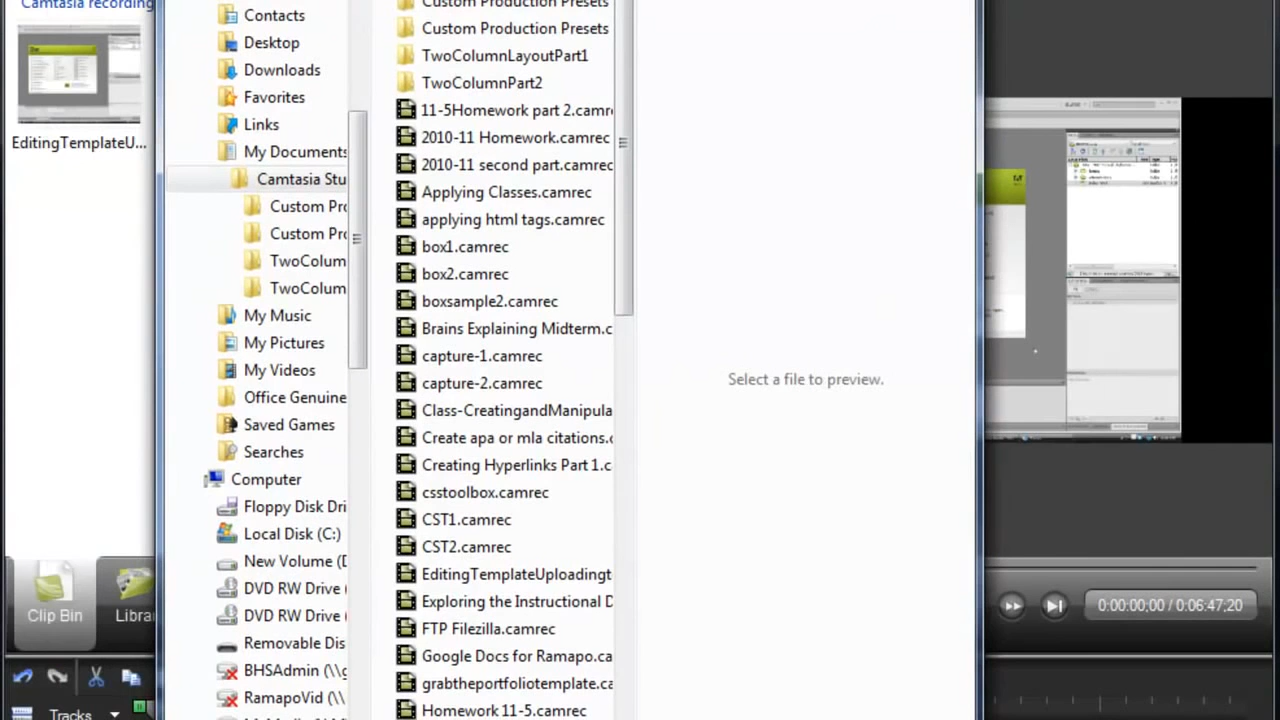 Camtasia recording
EditingTemplateU...
Contacts
Desktop
Downloads
Favorites
Links
My Documents
Camtasia Stu
Custom Pro
Custom Pro
TwoColum
TwoColum
My Music
My Pictures
My Videos
Office Genuine
Saved Games
Searches
Computer
Floppy Disk Dri
Local Disk (C:)
New Volume (D
DVD RW Drive (
DVD RW Drive (
Removable Dis
BHSAdmin (\\g
RamapoVid (\\
Custom Production Presets
Custom Production Presets
TwoColumnLayoutPart1
TwoColumnPart2
11-5Homework part 2.camre
2010-11 Homework.camrec
2010-11 second part.camrec
Applying Classes.camrec
applying html tags.camrec
box1.camrec
box2.camrec
boxsample2.camrec
Brains Explaining Midterm.c
capture-1.camrec
capture-2.camrec
Class-CreatingandManipula
Create apa or mla citations.c
Creating Hyperlinks Part 1.c
csstoolbox.camrec
CST1.camrec
CST2.camrec
EditingTemplateUploadingt
Exploring the Instructional D
FTP Filezilla.camrec
Google Docs for Ramapo.ca
grabtheportfoliotemplate.ca
Homework 11-5.camrec
Select a file to preview.
Clip Bin
Librar
0:00:00;00 / 0:06:47;20
Tracks